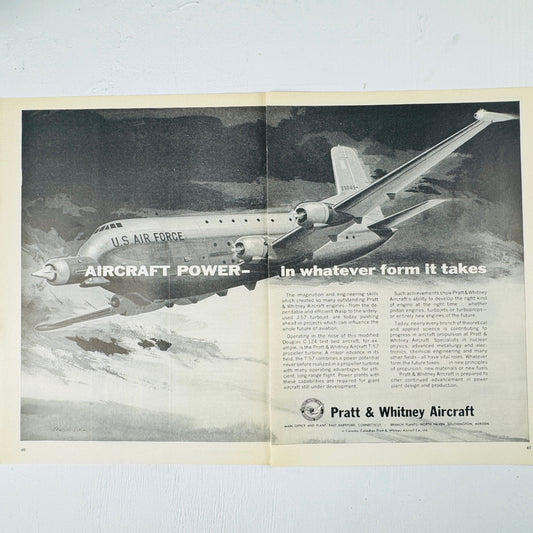 U.S. AIR FORCE
AIRCRAFT POWER—
in whatever form it takes
The imagination and engineering skills
which created so many outstanding Pratt
& Whitney Aircraft engines—from the de-
pendable and efficient Wasp to the widely-
used J-57 turbojet are today pushing
ahead in projects which can influence the
whole future of aviation.
Operating in the nose of this modified
Douglas C-124 test bed aircraft, for ex-
ample, is the Pratt & Whitney Aircraft T-57
propeller turbine. A major advance in its
field, the T-57 combines a power potential
never before realized in a propeller turbine
with many operating advantages for effi-
cient, long-range flight. Power plants with
these capabilities are required for giant
aircraft still under development.
Such achievements show Pratt & Whitney
Aircraft's ability to develop the right kind
of engine at the right time — whether
piston engines, turbojets or turboprops—
or entirely new engines of the future.
Today, nearly every branch of theoretical
and applied science is contributing to
progress in aircraft propulsion at Pratt &
Whitney Aircraft. Specialists in nuclear
physics, advanced metallurgy and elec-
tronics, chemical engineering and many
other fields—all have vital roles. Whatever
form the future takes . . . in new principles
of propulsion, new materials or new fuels
. . . Pratt & Whitney Aircraft is prepared to
offer continued advancement in power
plant design and production.
Pratt & Whitney Aircraft
MAIN OFFICE AND PLANT, EAST HARTFORD, CONNECTICUT
BRANCH PLANTS: NORTH HAVEN, SOUTHINGTON, MERIDEN
In Canada: Canadian Pratt & Whitney Aircraft Co., Ltd.
60
61